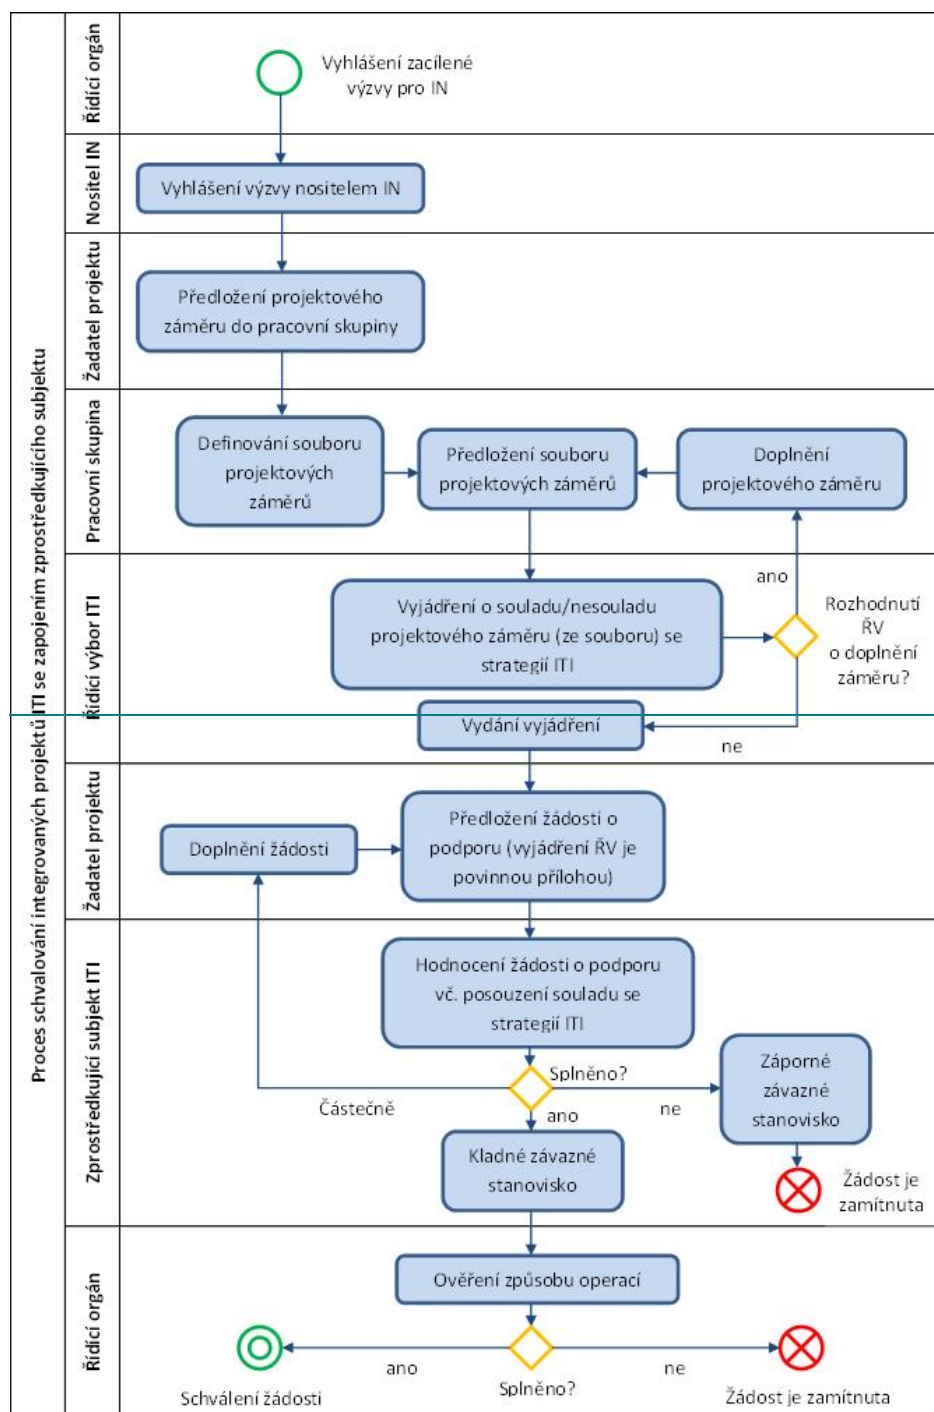 Proces schvalování integrovaných projektů ITI se zapojením zprostředkujícího subjektu
Řídící orgán
Vyhlášení zacílené
výzvy pro IN
Nositel IN
Vyhlášení výzvy nositelem IN
Žadatel projektu
Předložení projektového
záměru do pracovní skupiny
Pracovní skupina
Definování souboru
projektových
záměrů
Předložení souboru
projektových záměrů
Doplnění
projektového záměru
Řídící výbor ITI
Vyjádření o souladu/nesouladu
projektového záměru (ze souboru) se
strategií ITI
ano
Rozhodnutí
ŘV
o doplnění
záměru?
Vydání vyjádření
ne
Žadatel projektu
Doplnění žádosti
Předložení žádosti o
podporu (vyjádření ŘV je
povinnou přílohou)
Zprostředkující subjekt ITI
Hodnocení žádosti o podporu
vč. posouzení souladu se
strategií ITI
Splněno?
Částečně
ano
ne
Záporné
závazné
stanovisko
Kladné závazné
stanovisko
Žádost je
zamítnuta
Řídící orgán
Ověření způsobu operací
ano
Splněno?
ne
Schválení žádosti
Žádost je zamítnuta